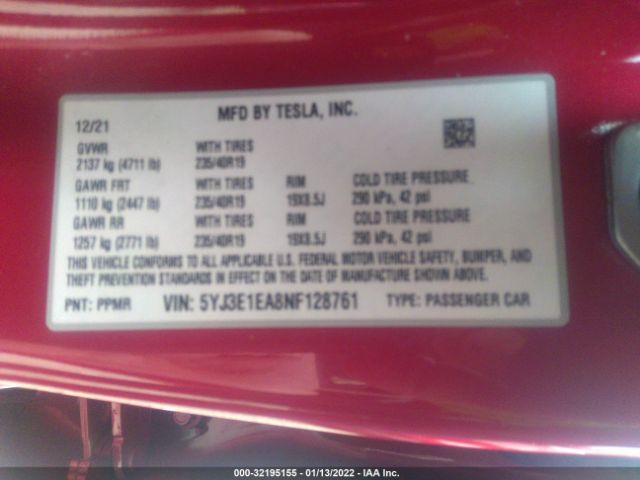 MFD BY TESLA, INC.
12/21
GVWR WITH TIRES
2137 kg (4711 lb) 235/40R19
GAWR FRT WITH TIRES RIM COLD TIRE PRESSURE
1110 kg (2447 lb) 235/40R19 19X8.5J 290 kPa, 42 psi
GAWR RR WITH TIRES RIM COLD TIRE PRESSURE
1257 kg (2771 lb) 235/40R19 19X8.5J 290 kPa, 42 psi
THIS VEHICLE CONFORMS TO ALL APPLICABLE U.S. FEDERAL MOTOR VEHICLE SAFETY, BUMPER, AND
THEFT PREVENTION STANDARDS IN EFFECT ON THE DATE OF MANUFACTURE SHOWN ABOVE.
PNT: PPMR VIN: 5YJ3E1EA8NF128761 TYPE: PASSENGER CAR
000-32195155 - 01/13/2022 - IAA Inc.